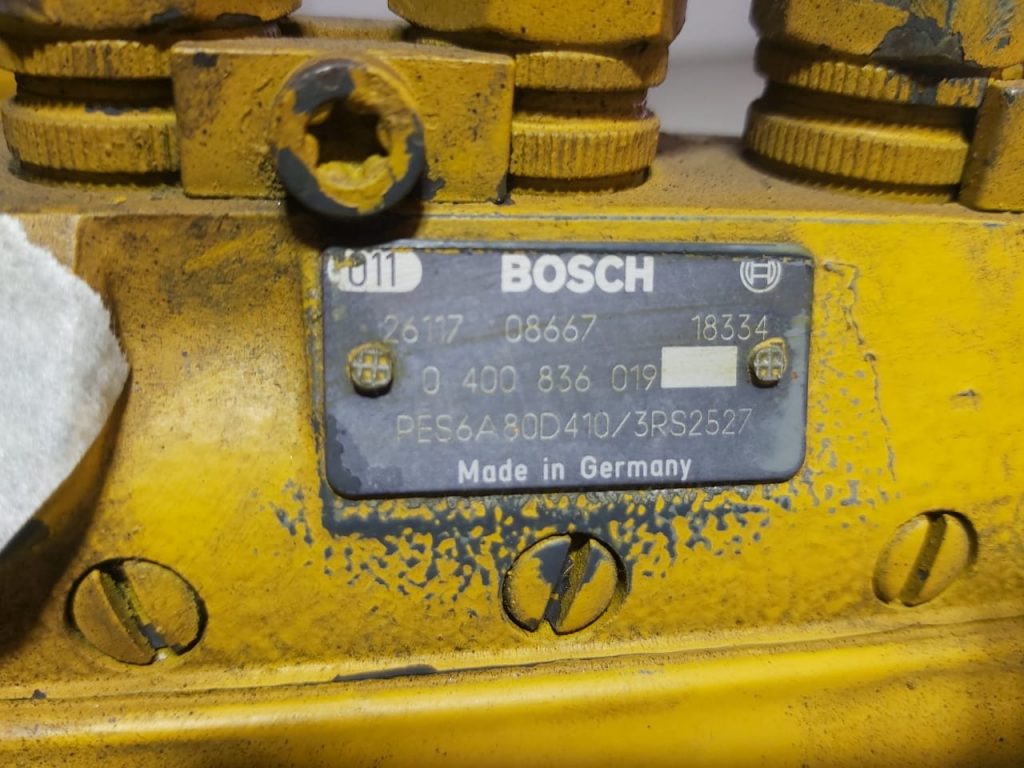 011 BOSCH
26117 08667 18334
0 400 836 019
PES6A80D410/3RS2527
Made in Germany